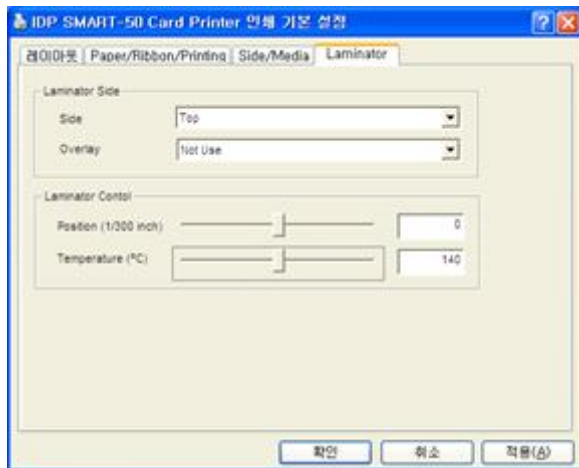 IDP SMART-50 Card Printer 인쇄 기본 설정
레이아웃 Paper/Ribbon/Printing Side/Media Laminator
Laminator Side
Side Top
Overlay Not Use
Laminator Contol
Position (1/300 inch) 0
Temperature (ºC) 140
확인 취소 적용(A)